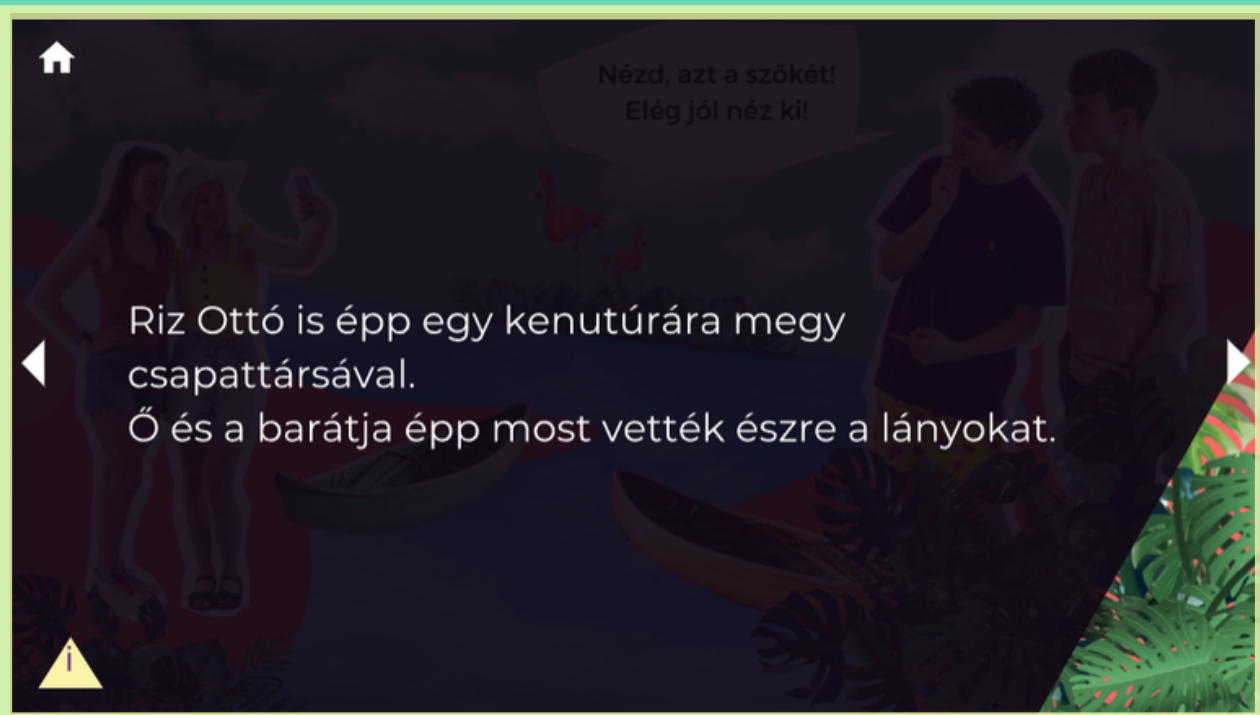 Nézd, azt a szőkét!
Elég jól néz ki!
Riz Ottó is épp egy kenutúrára megy
csapattársával.
Ő és a barátja épp most vették észre a lányokat.
i